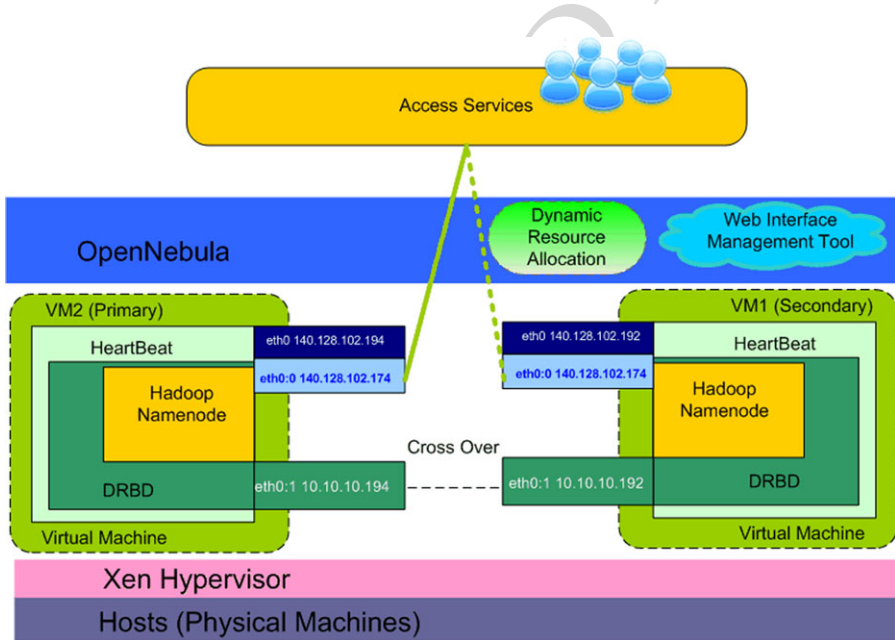 Access Services
OpenNebula
Dynamic
Resource
Allocation
Web Interface
Management Tool
VM2 (Primary)
HeartBeat
eth0 140.128.102.194
eth0:0 140.128.102.174
Hadoop
Namenode
DRBD
eth0:1 10.10.10.194
Virtual Machine
Cross Over
VM1 (Secondary)
eth0 140.128.102.192
HeartBeat
eth0:0 140.128.102.174
Hadoop
Namenode
eth0:1 10.10.10.192
DRBD
Virtual Machine
Xen Hypervisor
Hosts (Physical Machines)